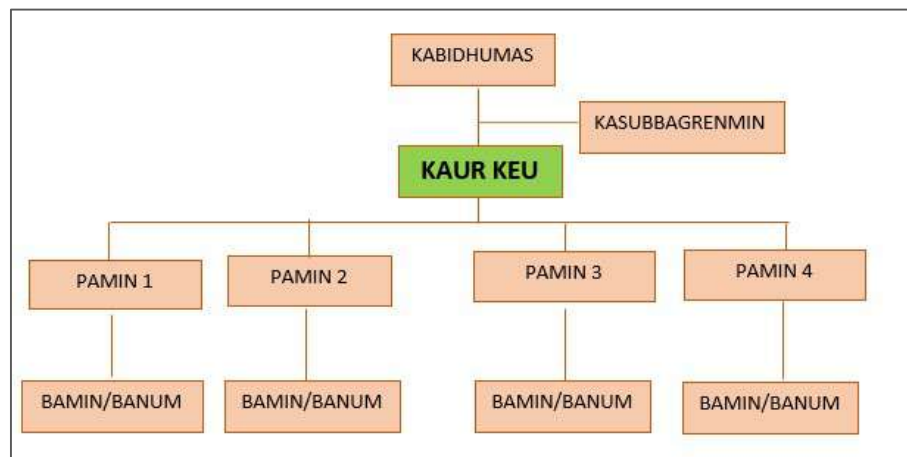 KABIDHUMAS
KASUBBAGRENMIN
KAUR KEU
PAMIN 1
PAMIN 2
PAMIN 3
PAMIN 4
BAMIN/BANUM
BAMIN/BANUM
BAMIN/BANUM
BAMIN/BANUM